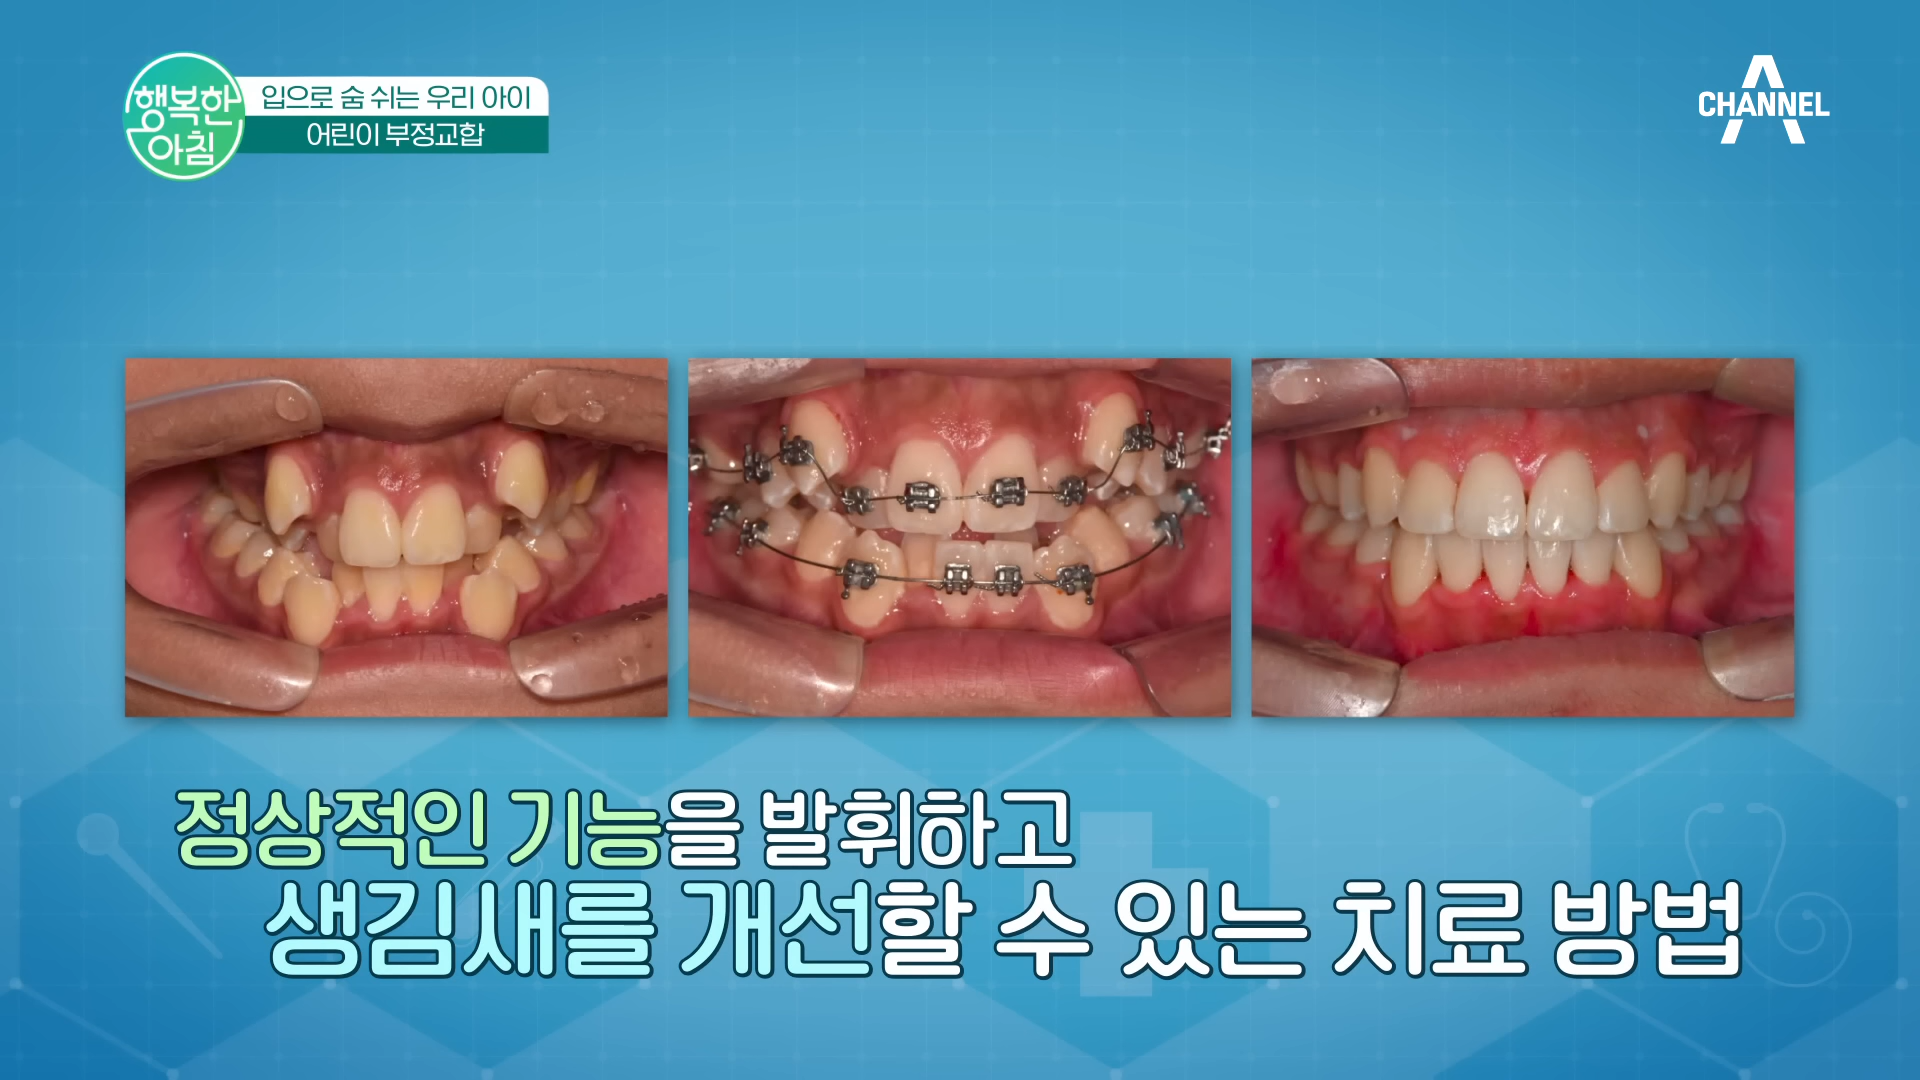 행복한
아침
입으로 숨 쉬는 우리 아이
어린이 부정교합
CHANNEL A
정상적인 기능을 발휘하고
생김새를 개선할 수 있는 치료 방법